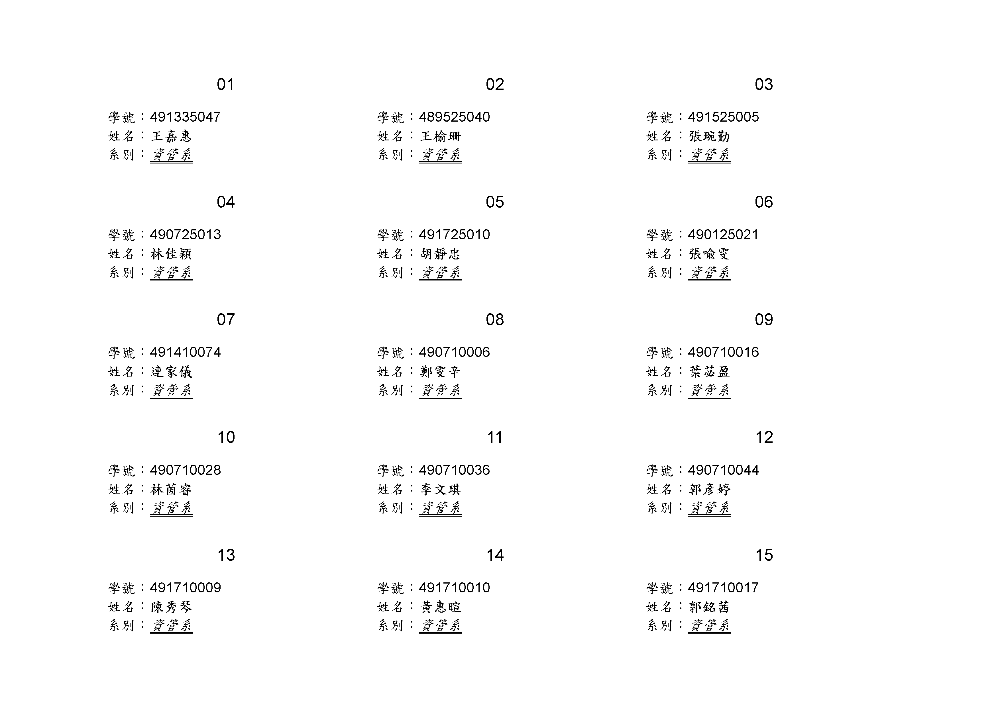 01
學號：491335047
姓名：王嘉惠
系別：資管系
02
學號：489525040
姓名：王榆珊
系別：資管系
03
學號：491525005
姓名：張琬勤
系別：資管系
04
學號：490725013
姓名：林佳穎
系別：資管系
05
學號：491725010
姓名：胡靜忠
系別：資管系
06
學號：490125021
姓名：張喩雯
系別：資管系
07
學號：491410074
姓名：連家儀
系別：資管系
08
學號：490710006
姓名：鄭雯辛
系別：資管系
09
學號：490710016
姓名：葉苾盈
系別：資管系
10
學號：490710028
姓名：林茵睿
系別：資管系
11
學號：490710036
姓名：李文琪
系別：資管系
12
學號：490710044
姓名：郭彥婷
系別：資管系
13
學號：491710009
姓名：陳秀琴
系別：資管系
14
學號：491710010
姓名：黃惠暄
系別：資管系
15
學號：491710017
姓名：郭銘茜
系別：資管系